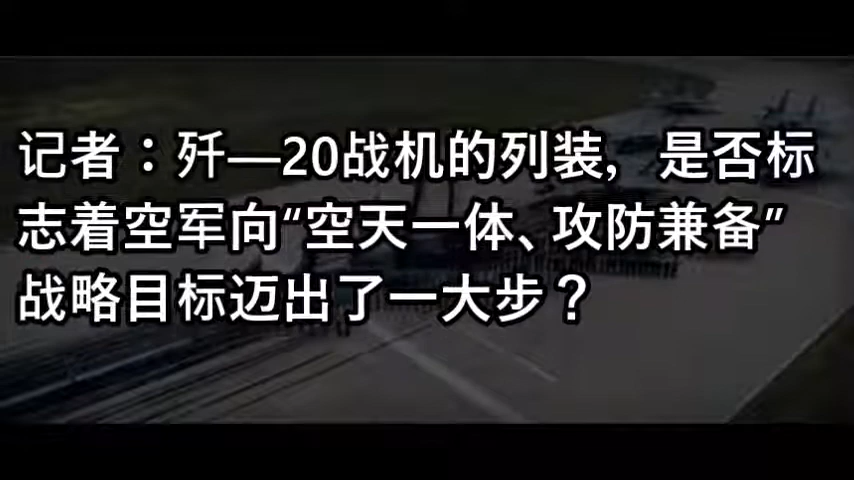 记者：歼—20战机的列装，是否标
志着空军向“空天一体、攻防兼备”
战略目标迈出了一大步？